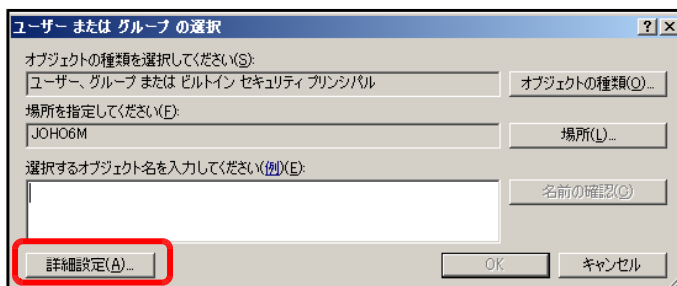 ユーザー または グループ の選択
オブジェクトの種類を選択してください(S):
ユーザー、グループ または ビルトイン セキュリティ プリンシパル
オブジェクトの種類(O)...
場所を指定してください(F):
JOHO6M
場所(L)...
選択するオブジェクト名を入力してください(例)(E):
名前の確認(C)
詳細設定(A)...
OK
キャンセル